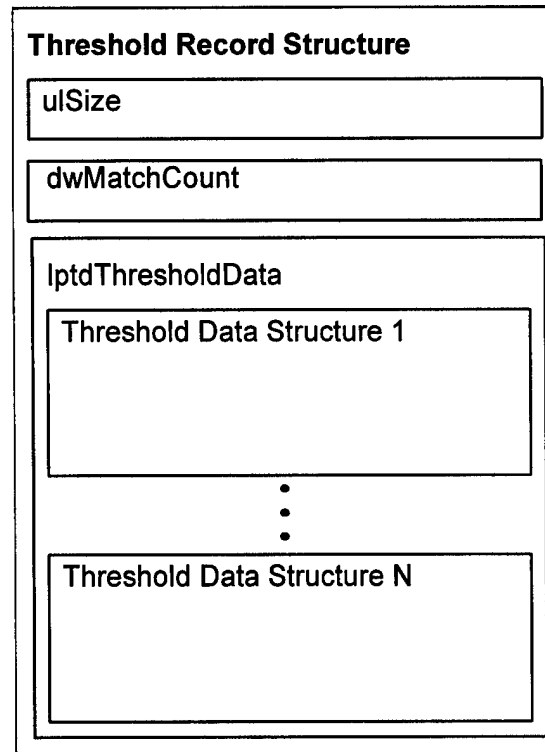 Threshold Record Structure
ulSize
dwMatchCount
lptdThresholdData
Threshold Data Structure 1
Threshold Data Structure N